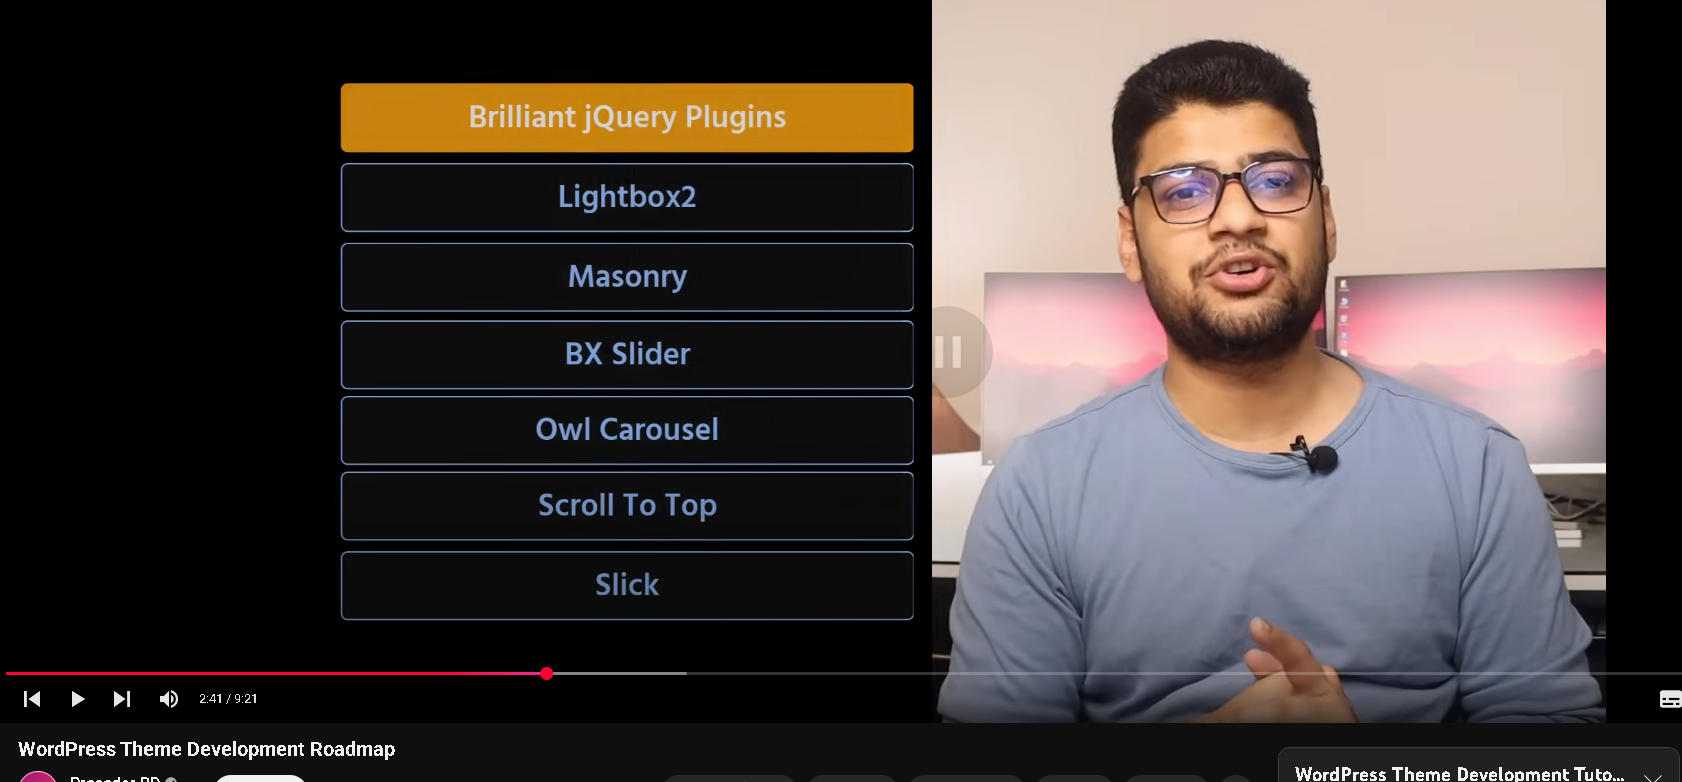 Brilliant jQuery Plugins
Lightbox2
Masonry
BX Slider
Owl Carousel
Scroll To Top
Slick
2:41 / 9:21
WordPress Theme Development Roadmap
WordPress Theme Development Tuto...